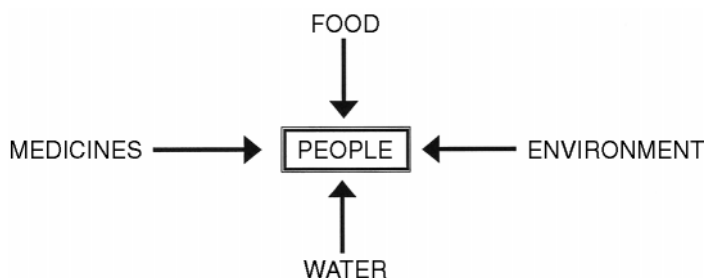 FOOD
MEDICINES
PEOPLE
ENVIRONMENT
WATER